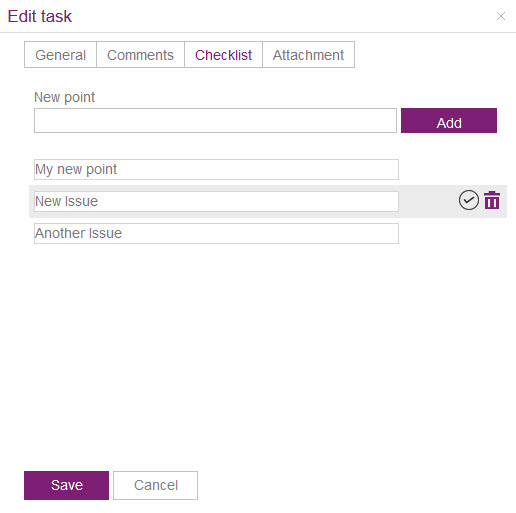 Edit task
General Comments Checklist Attachment
New point
Add
My new point
New Issue
Another Issue
Save Cancel